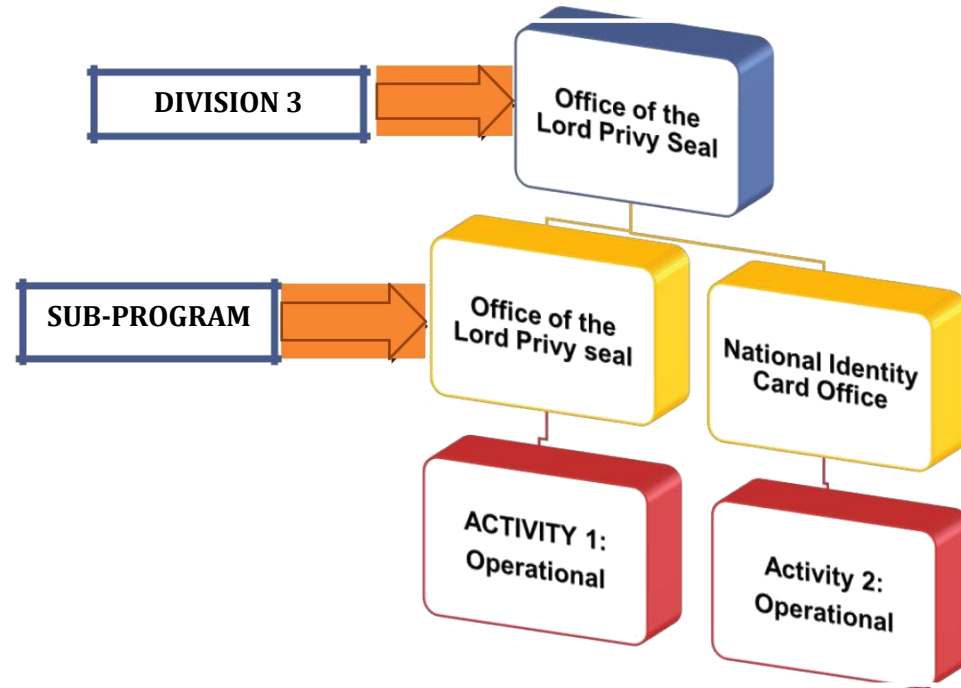 DIVISION 3
Office of the
Lord Privy Seal
SUB-PROGRAM
Office of the
Lord Privy seal
National Identity
Card Office
ACTIVITY 1:
Operational
Activity 2:
Operational